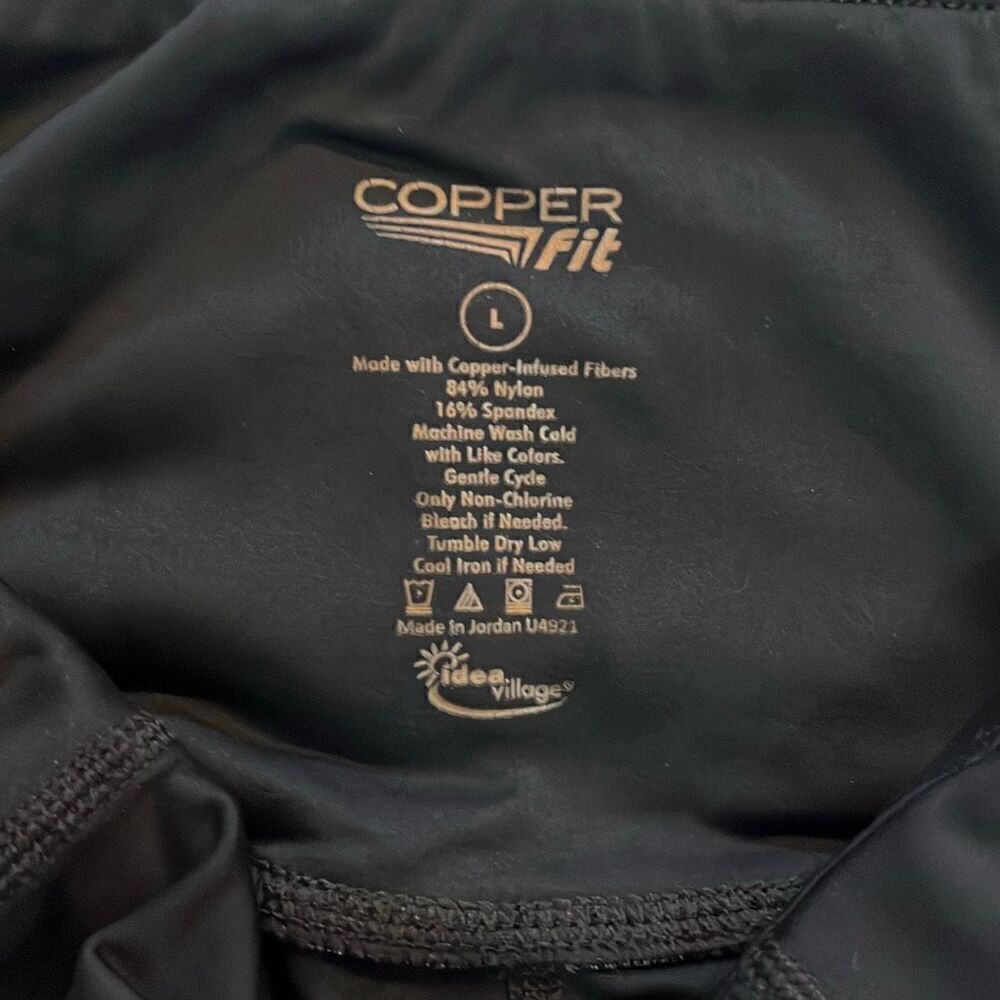 COPPER
Fit
L
Made with Copper-Infused Fibers
84% Nylon
16% Spandex
Machine Wash Cold
with Like Colors.
Gentle Cycle
Only Non-Chlorine
Bleach if Needed.
Tumble Dry Low
Cool Iron if Needed
Made in Jordan U4921
idea
village®